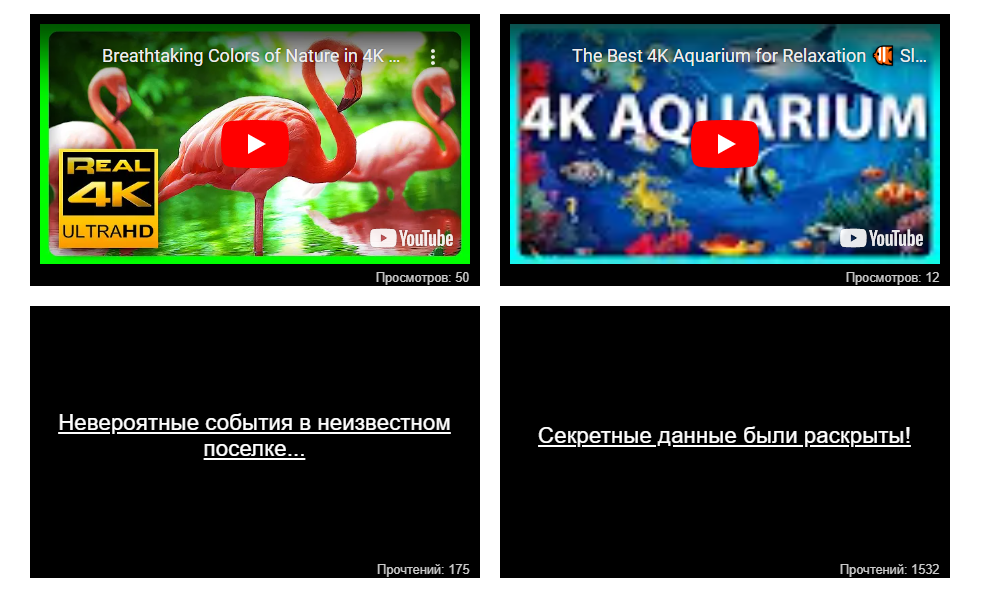 Breathtaking Colors of Nature in 4K ...
REAL
4K
ULTRAHD
YouTube
Просмотров: 50
The Best 4K Aquarium for Relaxation 🐠 Sl...
4K AQUARIUM
YouTube
Просмотров: 12
Невероятные события в неизвестном
поселке...
Прочтений: 175
Секретные данные были раскрыты!
Прочтений: 1532